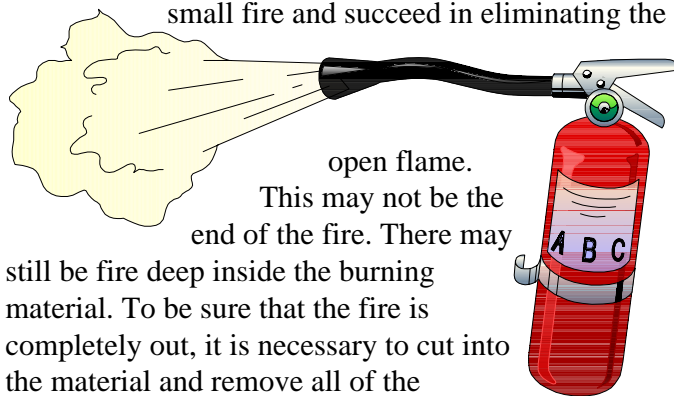 small fire and succeed in eliminating the
open flame.
This may not be the
end of the fire. There may
still be fire deep inside the burning
material. To be sure that the fire is
completely out, it is necessary to cut into
the material and remove all of the
A B C